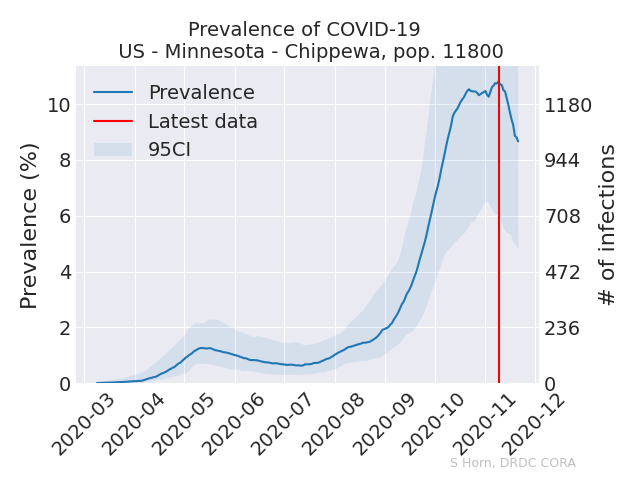 Prevalence of COVID-19
US - Minnesota - Chippewa, pop. 11800
Prevalence
Latest data
95CI
Prevalence (%)
10
8
6
4
2
0
# of infections
1180
944
708
472
236
0
2020-03
2020-04
2020-05
2020-06
2020-07
2020-08
2020-09
2020-10
2020-11
2020-12
S Horn, DRDC CORA